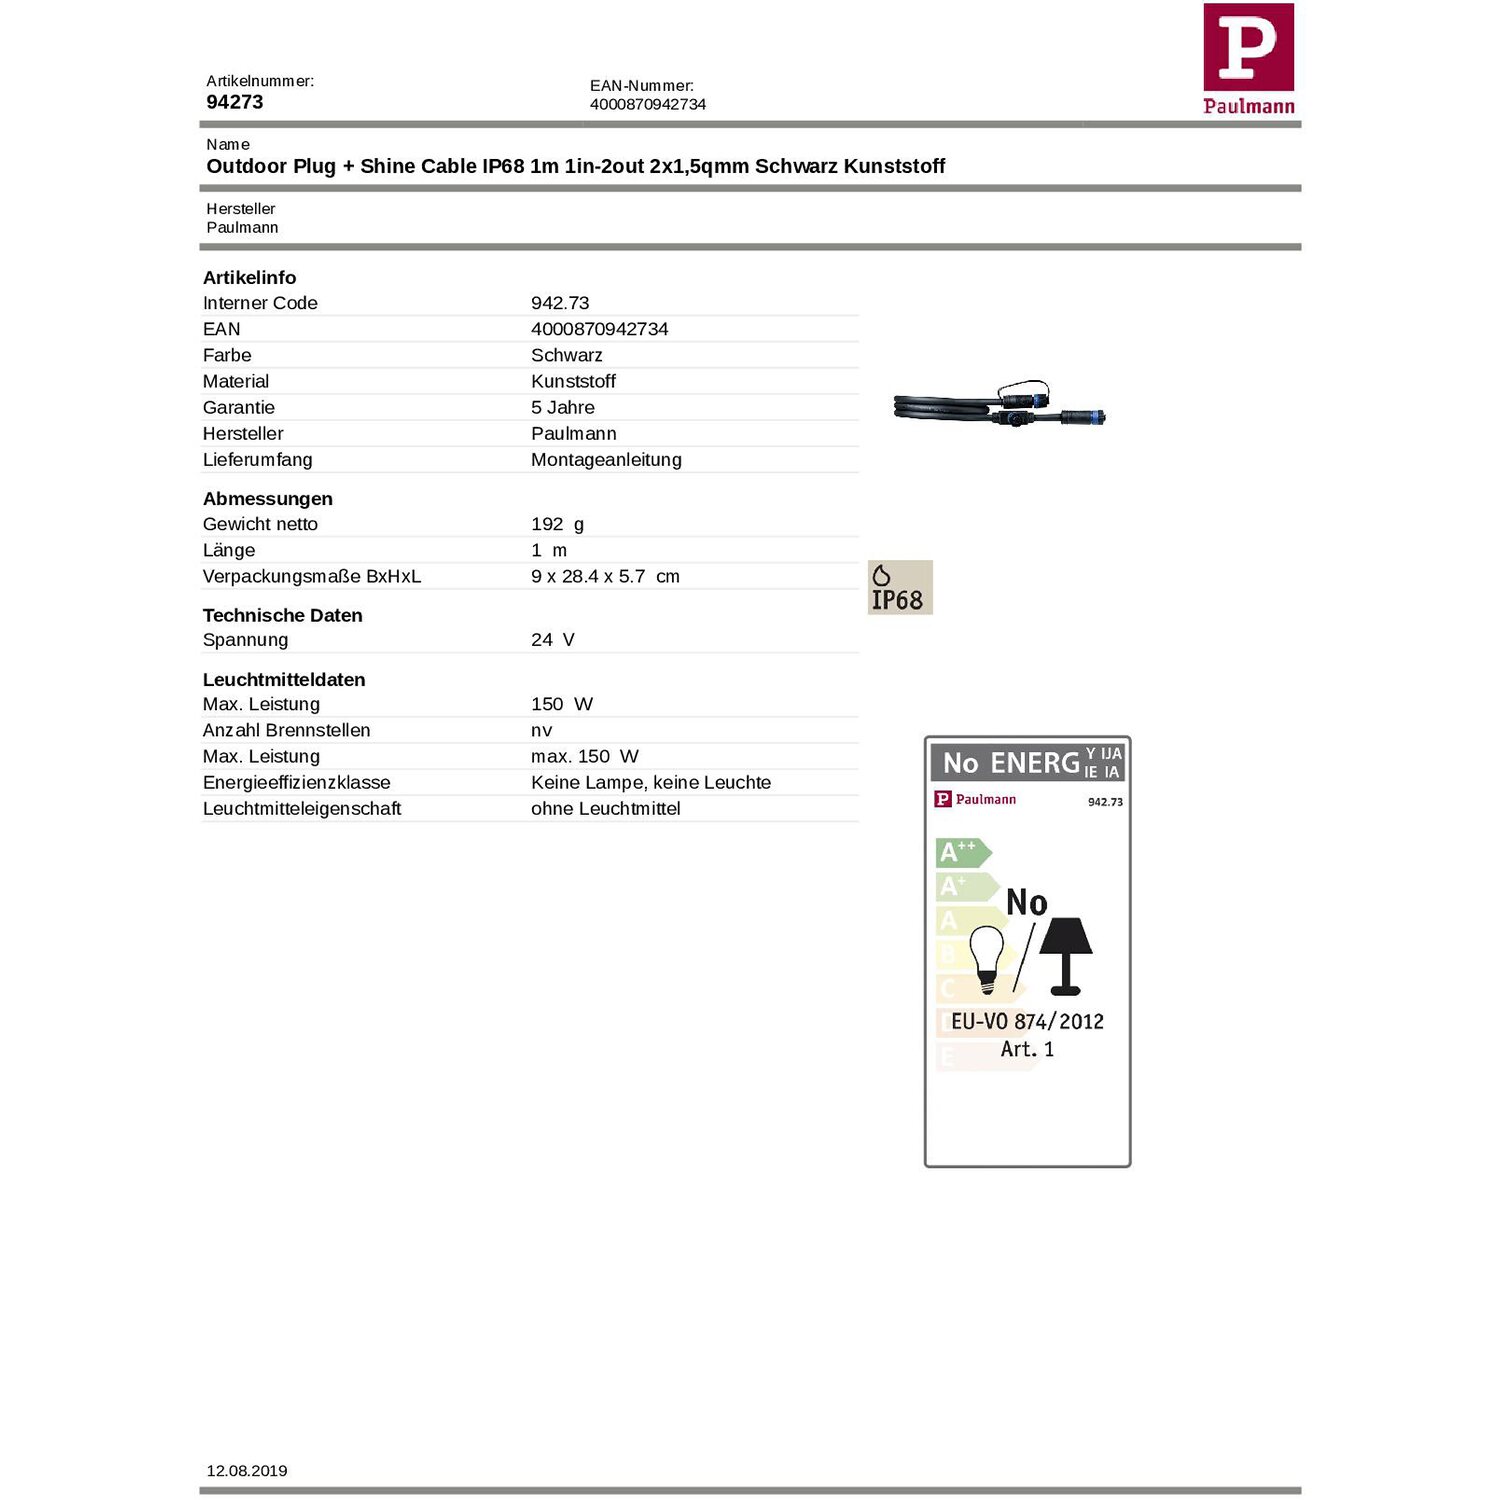 P
Paulmann
Artikelnummer:
94273
EAN-Nummer:
4000870942734
Name
Outdoor Plug + Shine Cable IP68 1m 1in-2out 2x1,5qmm Schwarz Kunststoff
Hersteller
Paulmann
Artikelinfo
Interner Code 942.73
EAN 4000870942734
Farbe Schwarz
Material Kunststoff
Garantie 5 Jahre
Hersteller Paulmann
Lieferumfang Montageanleitung
Abmessungen
Gewicht netto 192 g
Länge 1 m
Verpackungsmaße BxHxL 9 x 28.4 x 5.7 cm
IP68
Technische Daten
Spannung 24 V
Leuchtmitteldaten
Max. Leistung 150 W
Anzahl Brennstellen nv
Max. Leistung max. 150 W
Energieeffizienzklasse Keine Lampe, keine Leuchte
Leuchtmitteleigenschaft ohne Leuchtmittel
No ENERG Y IJA
IE IA
P Paulmann 942.73
A++
A+
No
A
B
C
D
EU-VO 874/2012
E
Art. 1
12.08.2019